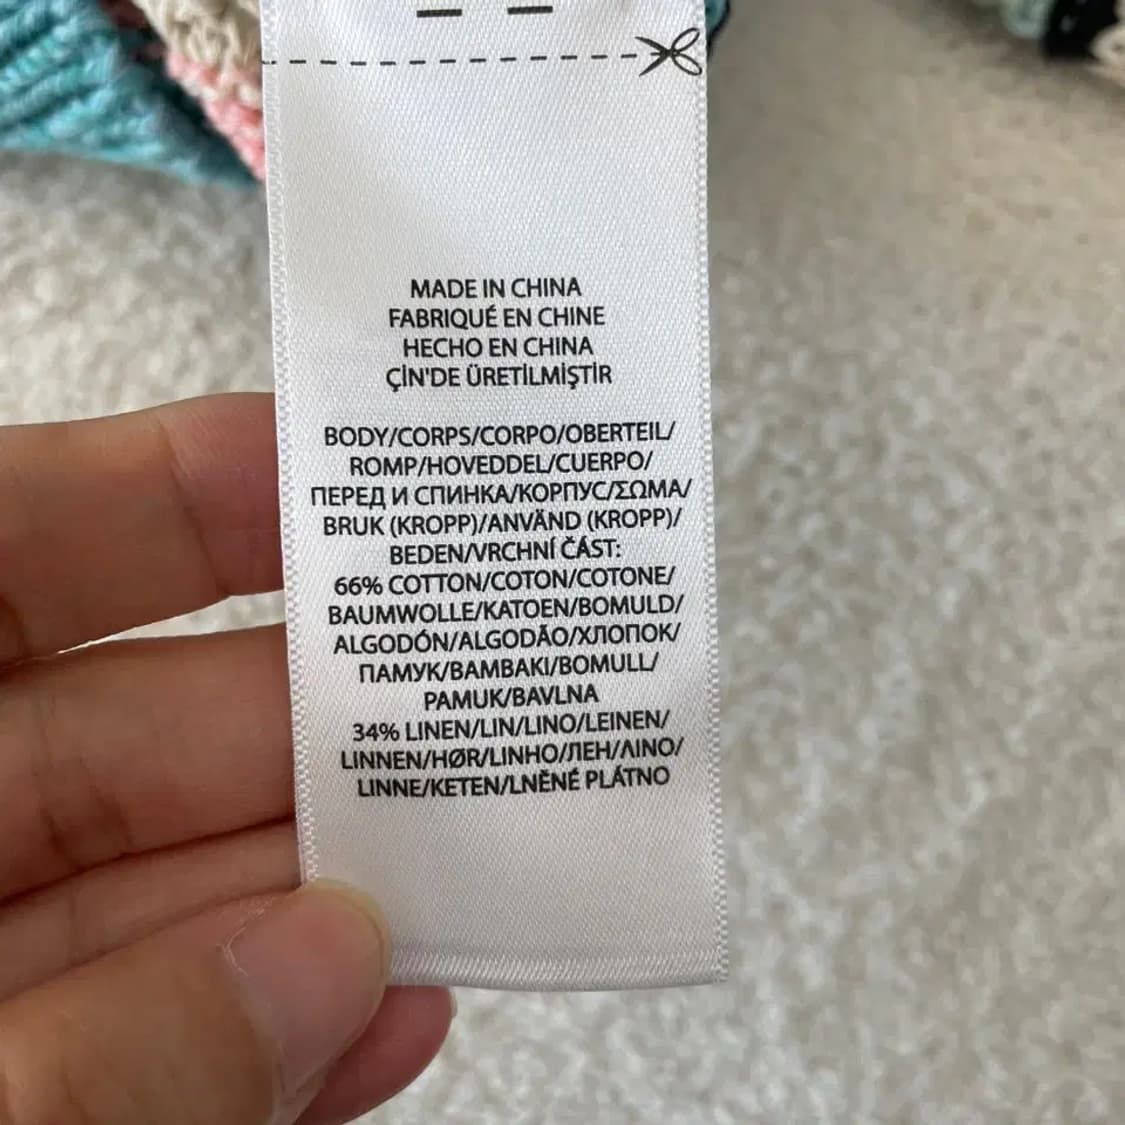 MADE IN CHINA
FABRIQUÉ EN CHINE
HECHO EN CHINA
ÇİN'DE ÜRETİLMİŞTİR
BODY/CORPS/CORPO/OBERTEIL/
ROMP/HOVEDDEL/CUERPO/
ПЕРЕД И СПИНКА/КОРПУС/ΣΩΜΑ/
BRUK (KROPP)/ANVÄND (KROPP)/
BEDEN/VRCHNÍ ČÁST:
66% COTTON/COTON/COTONE/
BAUMWOLLE/KATOEN/BOMULD/
ALGODÓN/ALGODÃO/ХЛОПОК/
ПАМУК/ΒΑΜΒΑΚΙ/BOMULL/
PAMUK/BAVLNA
34% LINEN/LIN/LINO/LEINEN/
LINNEN/HØR/LINHO/ЛЕН/ΛΙΝΟ/
LINNE/KETEN/LNĚNÉ PLÁTNO